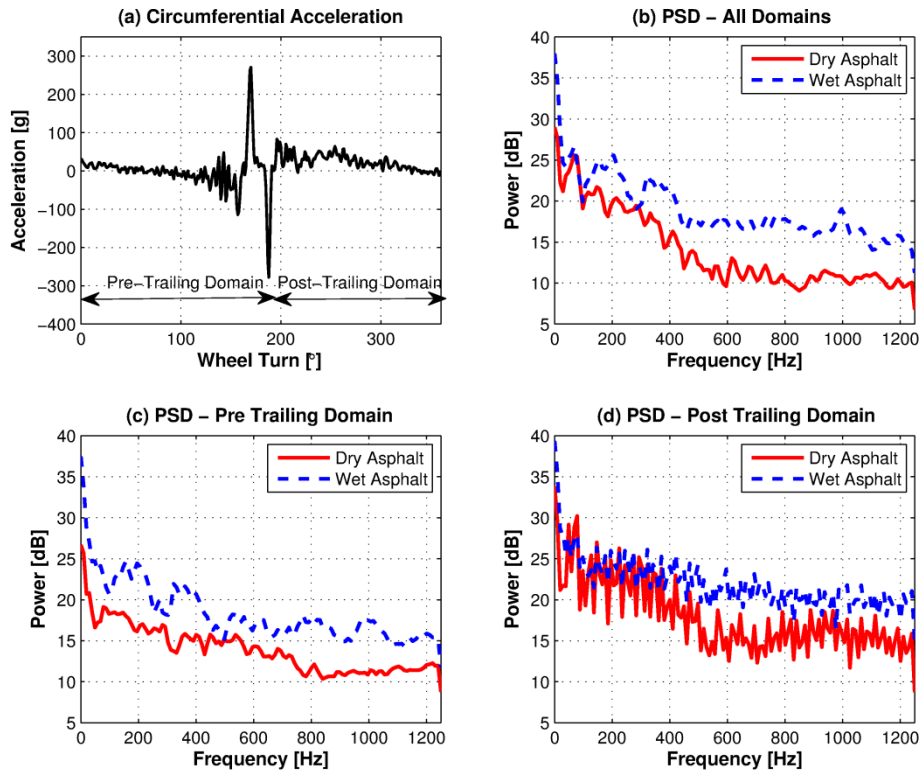 (a) Circumferential Acceleration
Acceleration [g]
300
200
100
0
−100
−200
−300
−400
Pre−Trailing Domain
Post−Trailing Domain
0
100
200
300
Wheel Turn [°]
(b) PSD − All Domains
Power [dB]
40
35
30
25
20
15
10
5
Dry Asphalt
Wet Asphalt
0
200
400
600
800
1000
1200
Frequency [Hz]
(c) PSD − Pre Trailing Domain
Power [dB]
40
35
30
25
20
15
10
5
Dry Asphalt
Wet Asphalt
0
200
400
600
800
1000
1200
Frequency [Hz]
(d) PSD − Post Trailing Domain
Power [dB]
40
35
30
25
20
15
10
5
Dry Asphalt
Wet Asphalt
0
200
400
600
800
1000
1200
Frequency [Hz]